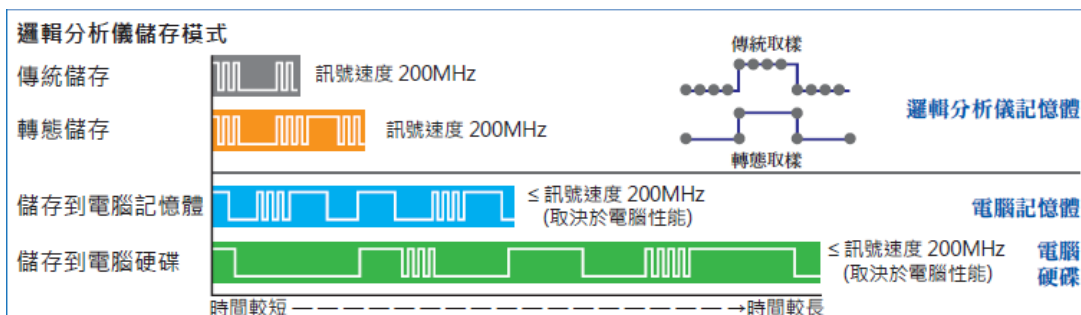 邏輯分析儀儲存模式
傳統儲存
訊號速度 200MHz
傳統取樣
轉態儲存
訊號速度 200MHz
轉態取樣
邏輯分析儀記憶體
儲存到電腦記憶體
≤ 訊號速度 200MHz
(取決於電腦性能)
電腦記憶體
儲存到電腦硬碟
≤ 訊號速度 200MHz
(取決於電腦性能)
電腦
硬碟
時間較短 — — — — — — — — — — — — — — →時間較長